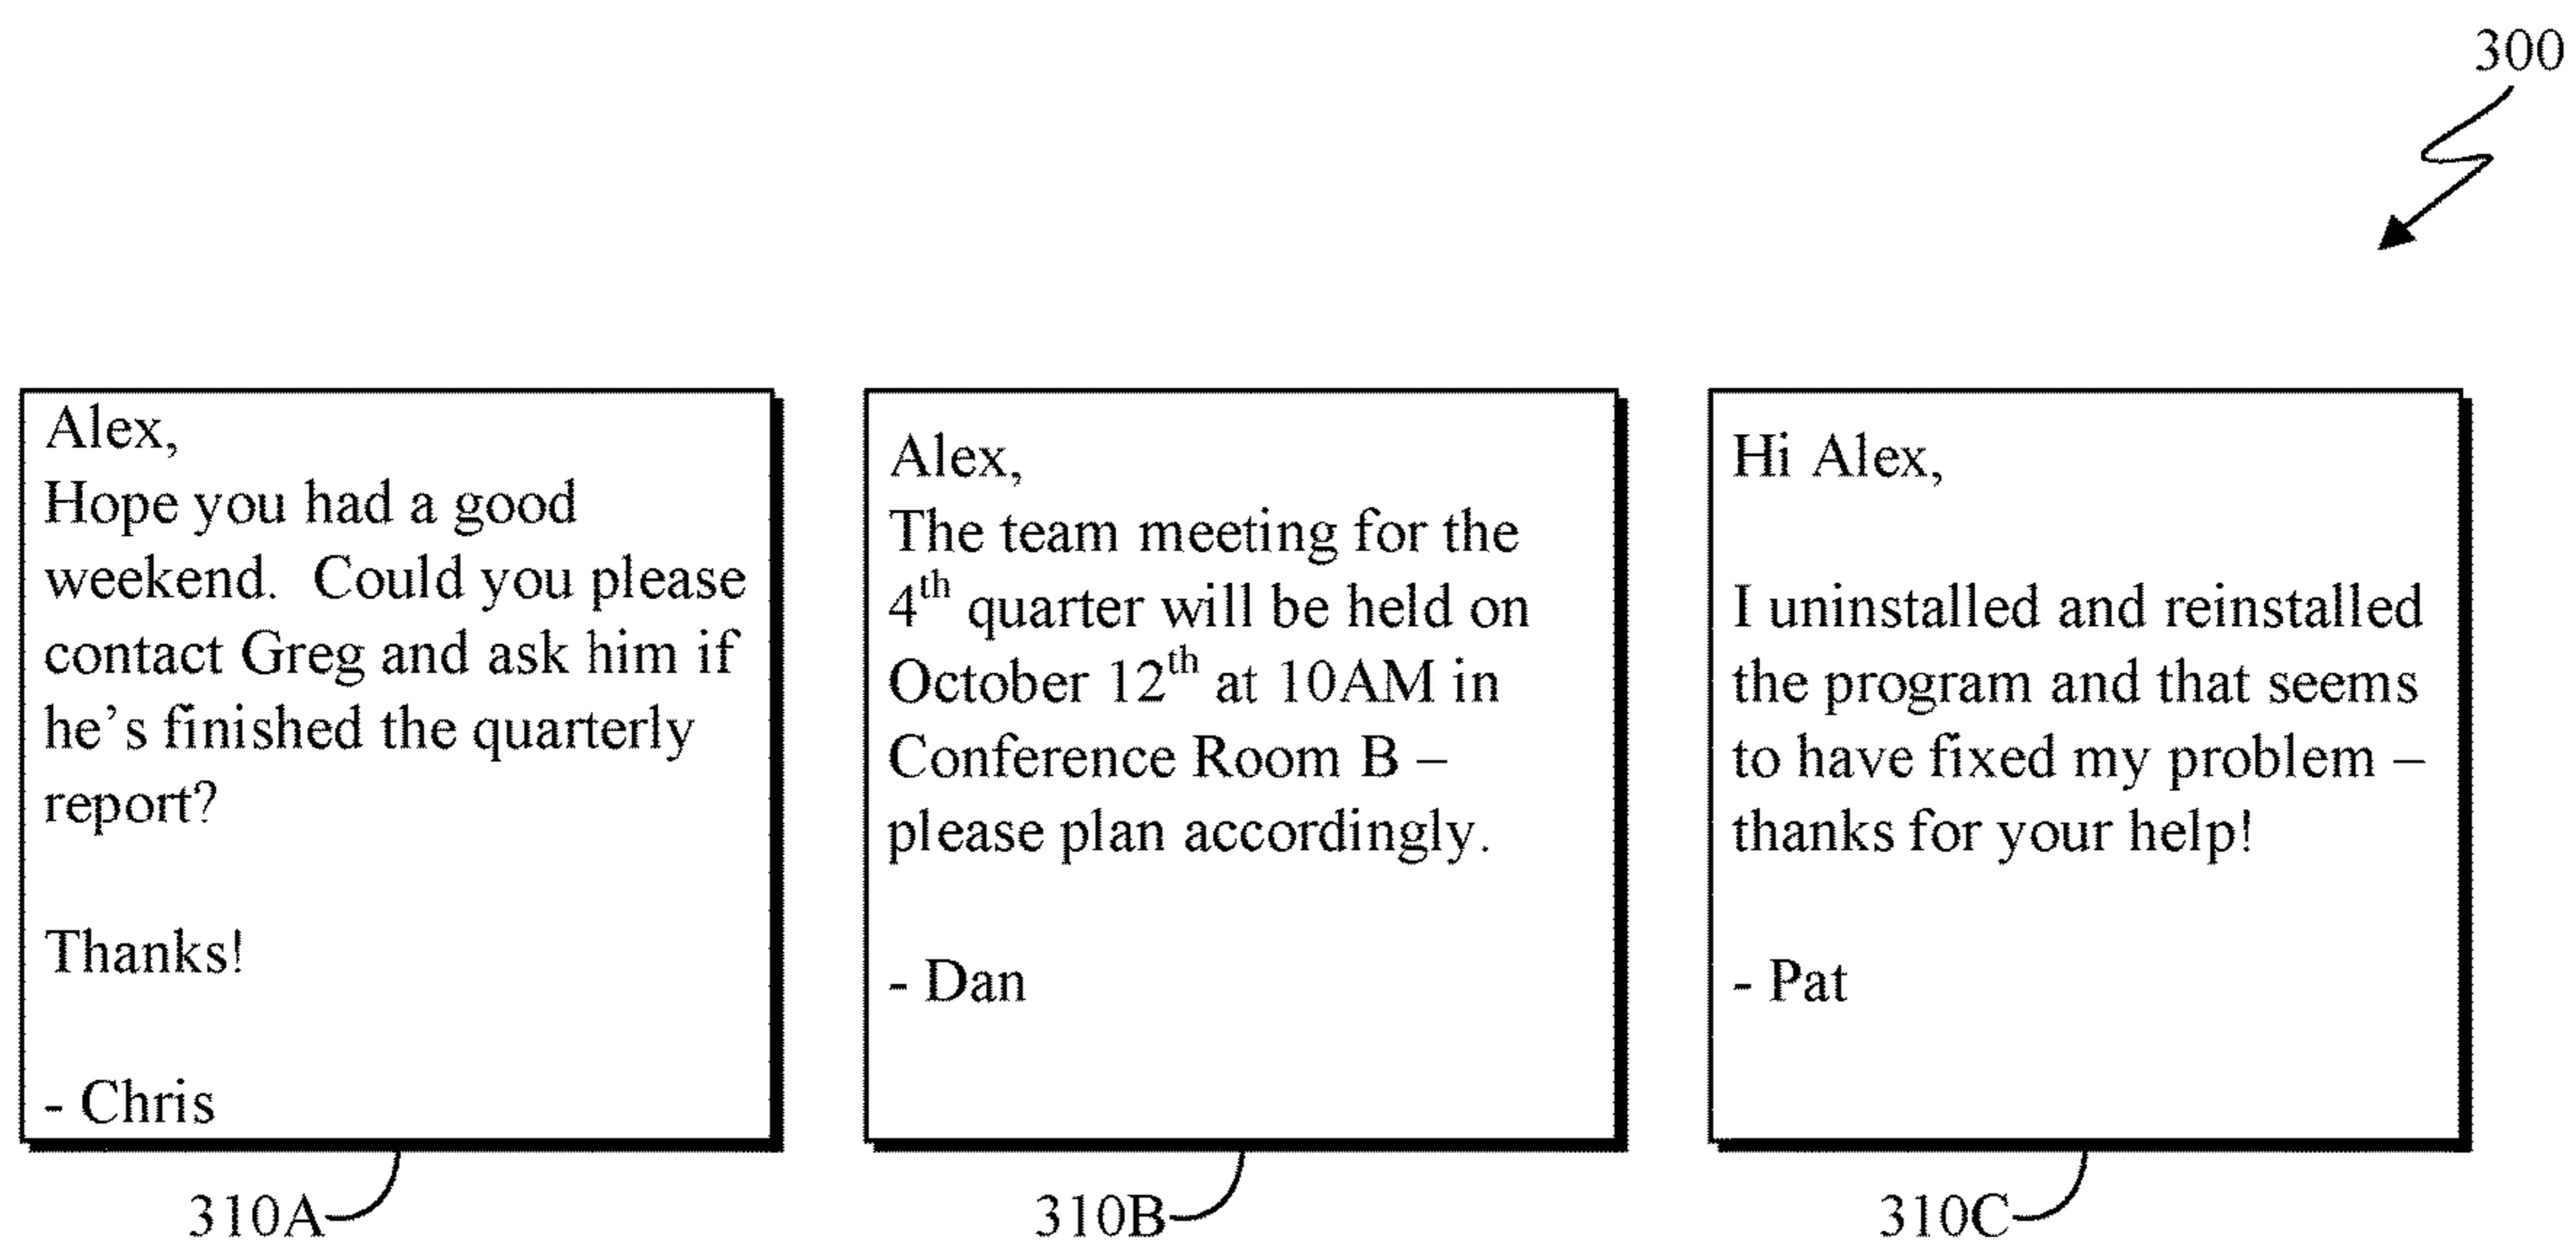 300
Alex,
Hope you had a good
weekend.  Could you please
contact Greg and ask him if
he's finished the quarterly
report?
Thanks!
- Chris
310A
Alex,
The team meeting for the
4th quarter will be held on
October 12th at 10AM in
Conference Room B –
please plan accordingly.
- Dan
310B
Hi Alex,
I uninstalled and reinstalled
the program and that seems
to have fixed my problem –
thanks for your help!
- Pat
310C